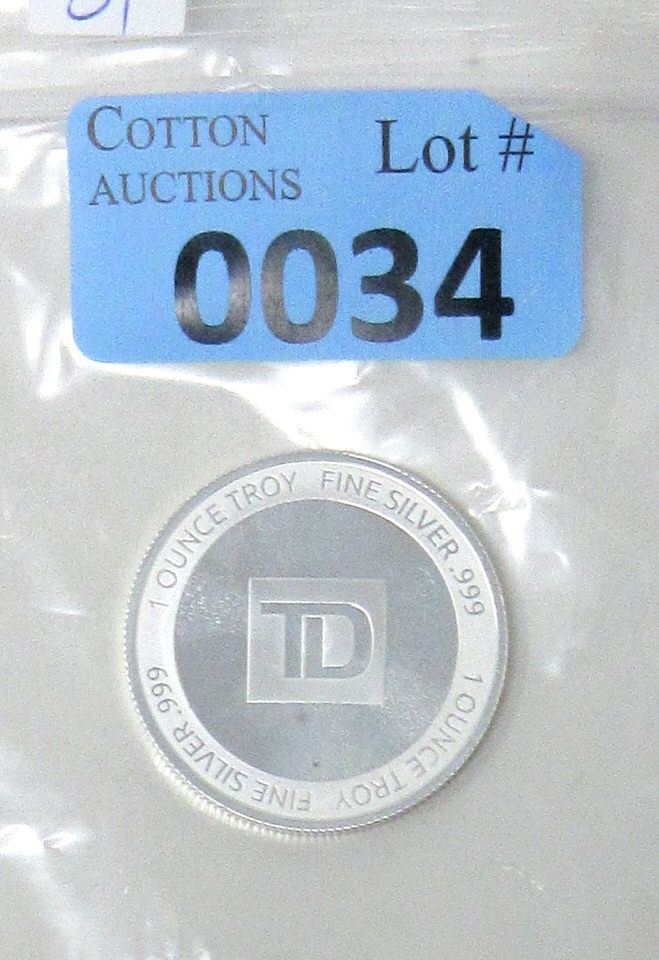 COTTON
AUCTIONS
Lot #
0034
1 OUNCE TROY FINE SILVER .999
1 OUNCE TROY FINE SILVER .999
TD